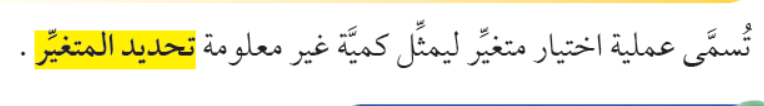 تُسمَّى عملية اختيار متغيِّر ليمثِّل كميَّة غير معلومة تحديد المتغيِّر .